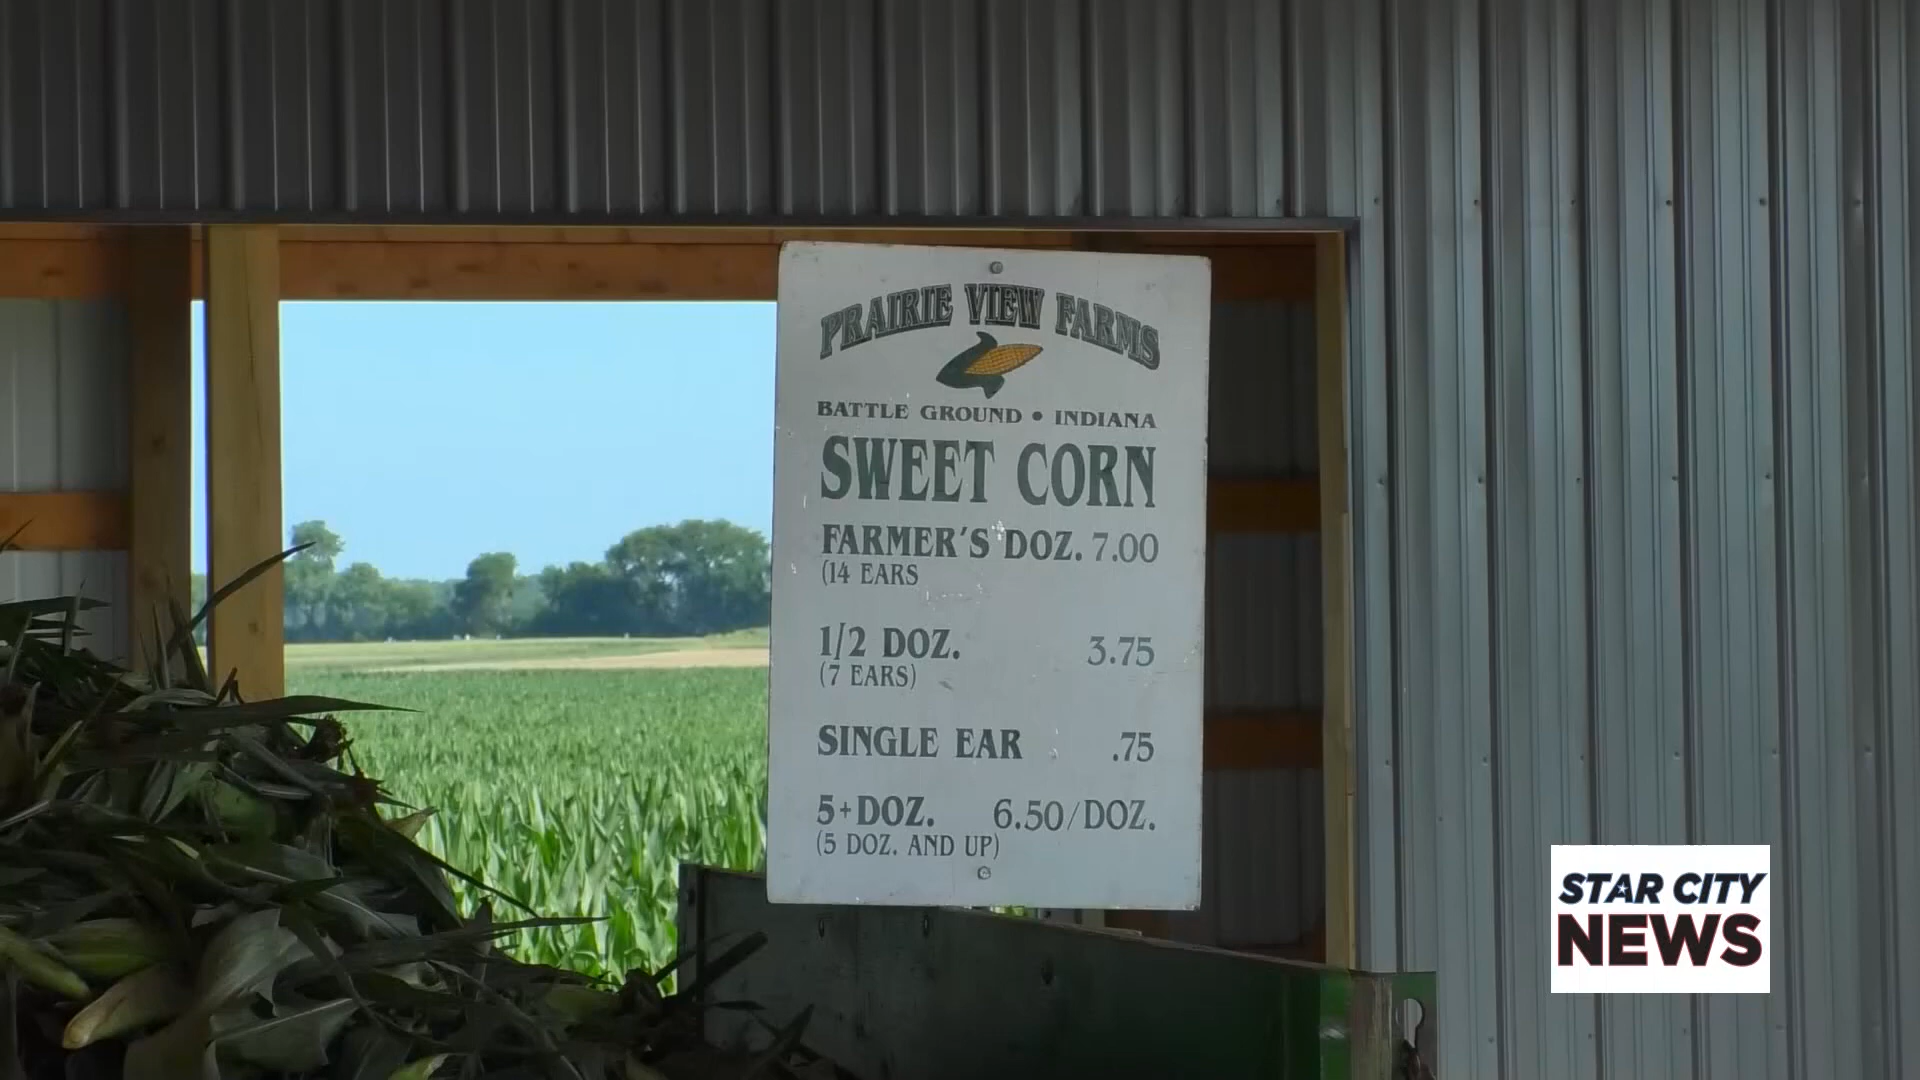 PRAIRIE VIEW FARMS
BATTLE GROUND • INDIANA
SWEET CORN
FARMER'S DOZ. 7.00
(14 EARS
1/2 DOZ. 3.75
(7 EARS)
SINGLE EAR .75
5+DOZ. 6.50/DOZ.
(5 DOZ. AND UP)
STAR CITY
NEWS